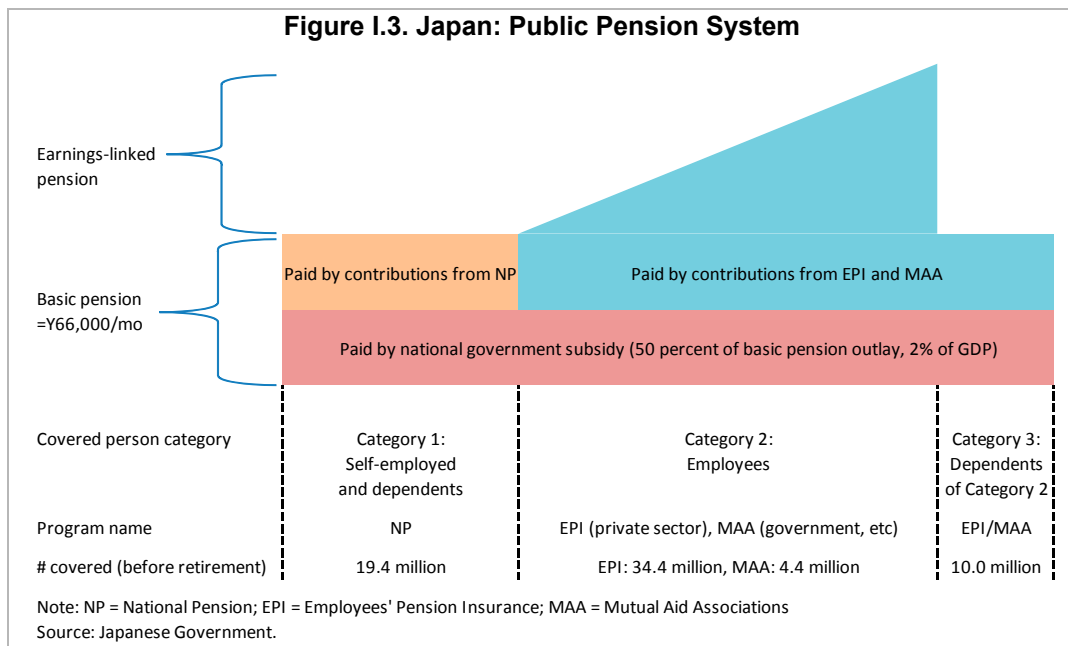 Figure I.3. Japan: Public Pension System
Earnings-linked
pension
Basic pension
=Y66,000/mo
Paid by contributions from NP
Paid by contributions from EPI and MAA
Paid by national government subsidy (50 percent of basic pension outlay, 2% of GDP)
Covered person category
Category 1:
Self-employed
and dependents
Category 2:
Employees
Category 3:
Dependents
of Category 2
Program name
NP
EPI (private sector), MAA (government, etc)
EPI/MAA
# covered (before retirement)
19.4 million
EPI: 34.4 million, MAA: 4.4 million
10.0 million
Note: NP = National Pension; EPI = Employees' Pension Insurance; MAA = Mutual Aid Associations
Source: Japanese Government.